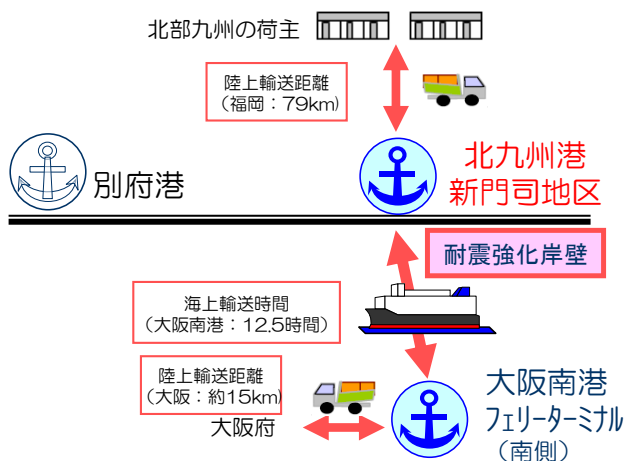 北部九州の荷主
陸上輸送距離
（福岡：79km)
別府港
北九州港
新門司地区
耐震強化岸壁
海上輸送時間
（大阪南港：12.5時間）
陸上輸送距離
（大阪：約15km)
大阪府
大阪南港
フェリーターミナル
（南側）